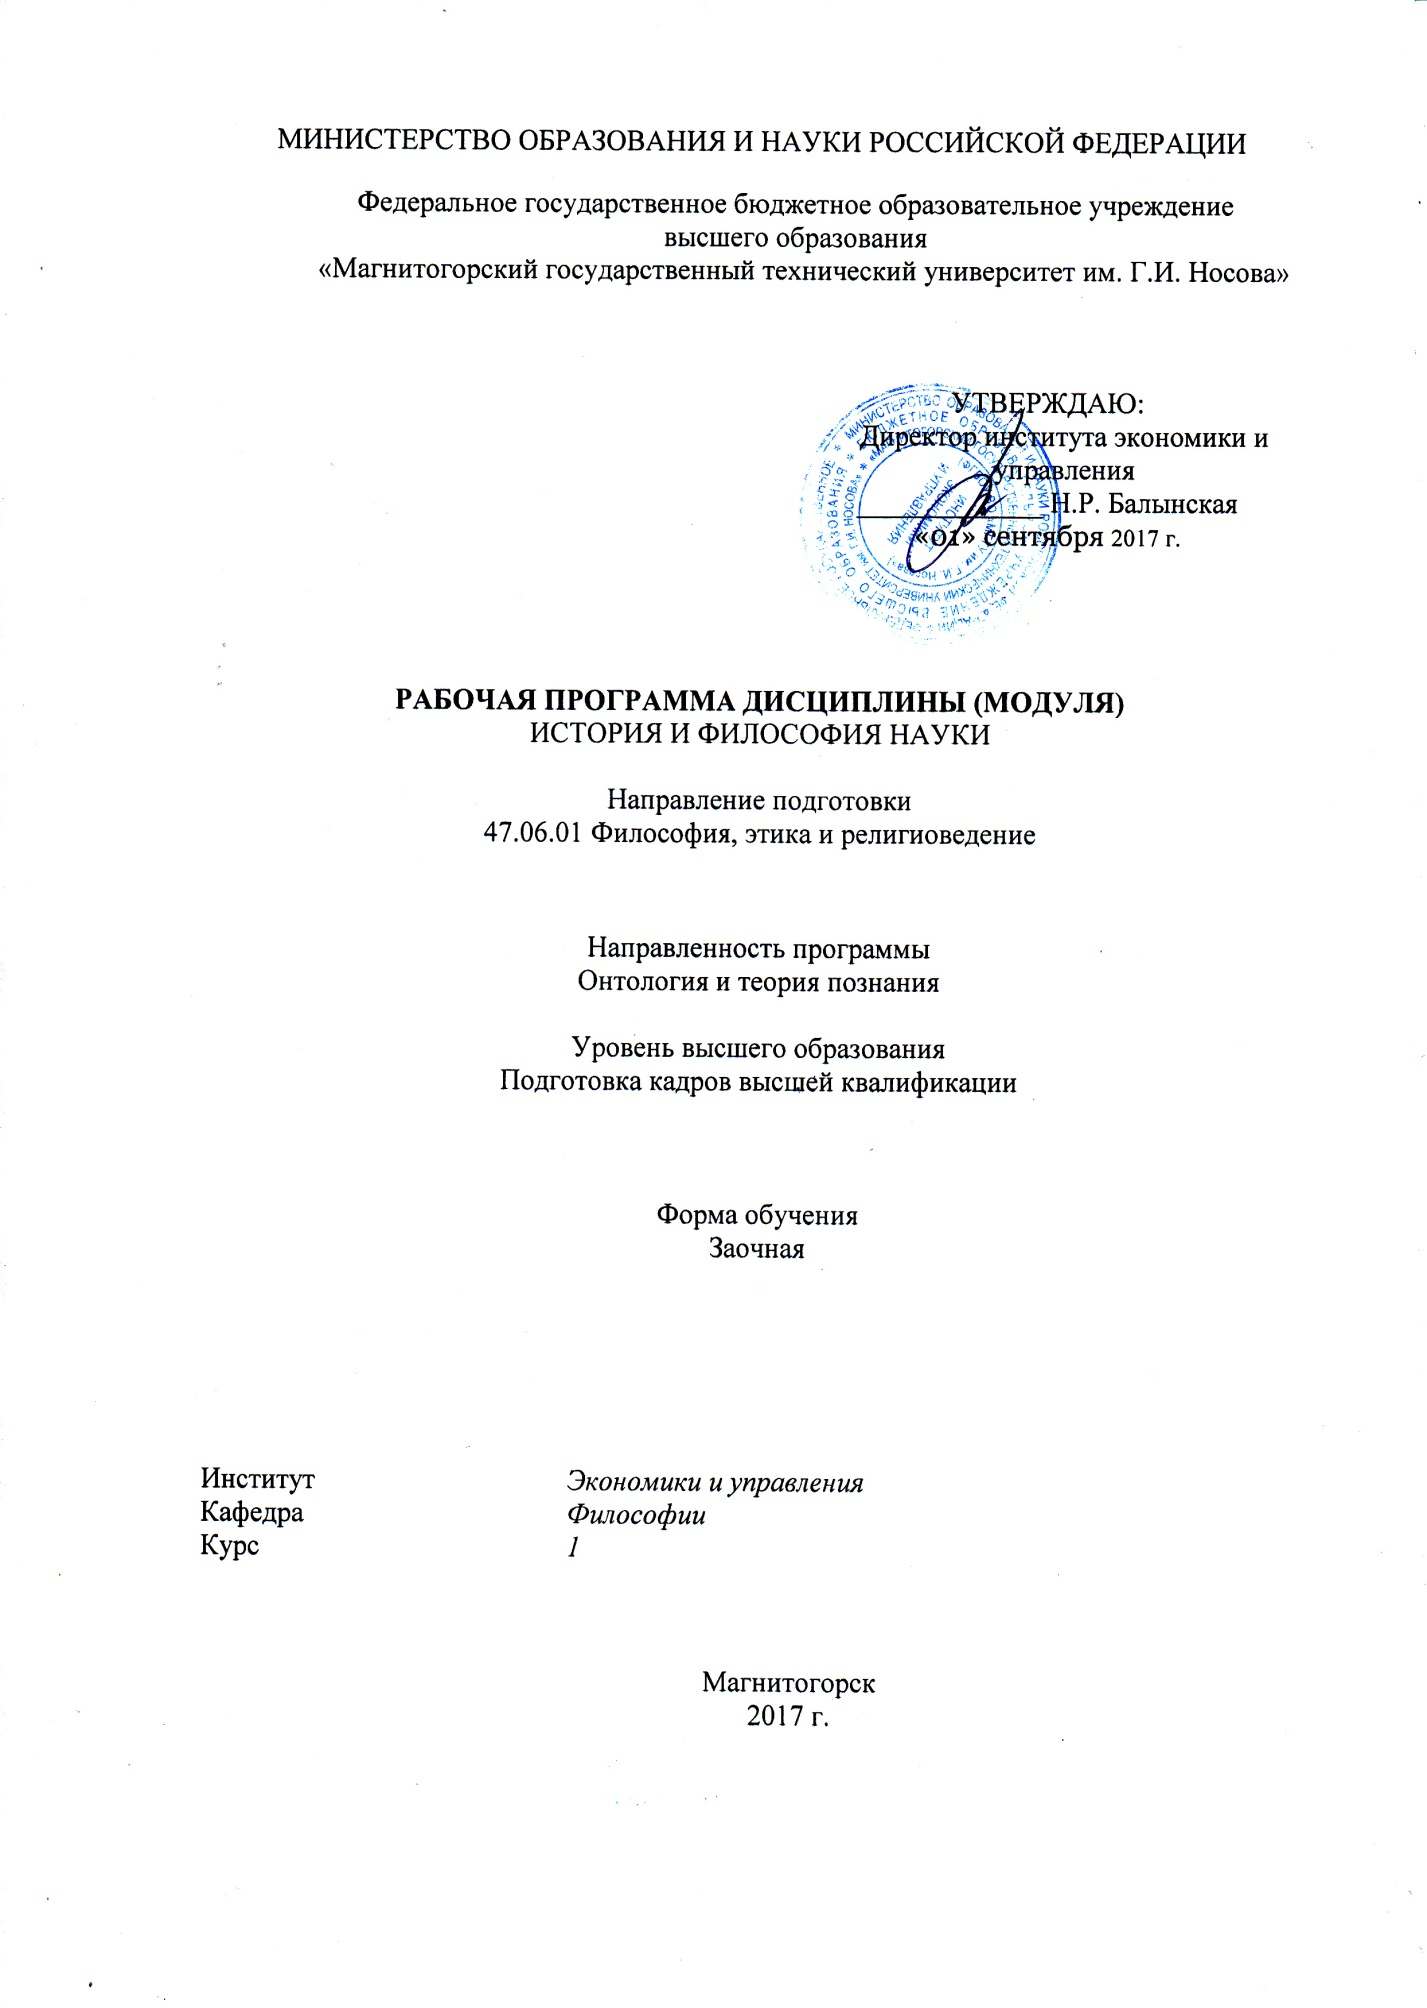 МИНИСТЕРСТВО ОБРАЗОВАНИЯ И НАУКИ РОССИЙСКОЙ ФЕДЕРАЦИИ
Федеральное государственное бюджетное образовательное учреждение
высшего образования
«Магнитогорский государственный технический университет им. Г.И. Носова»
УТВЕРЖДАЮ:
Директор института экономики и
управления
Н.Р. Балынская
«01» сентября 2017 г.
РАБОЧАЯ ПРОГРАММА ДИСЦИПЛИНЫ (МОДУЛЯ)
ИСТОРИЯ И ФИЛОСОФИЯ НАУКИ
Направление подготовки
47.06.01 Философия, этика и религиоведение
Направленность программы
Онтология и теория познания
Уровень высшего образования
Подготовка кадров высшей квалификации
Форма обучения
Заочная
Институт Экономики и управления
Кафедра Философии
Курс 1
Магнитогорск
2017 г.